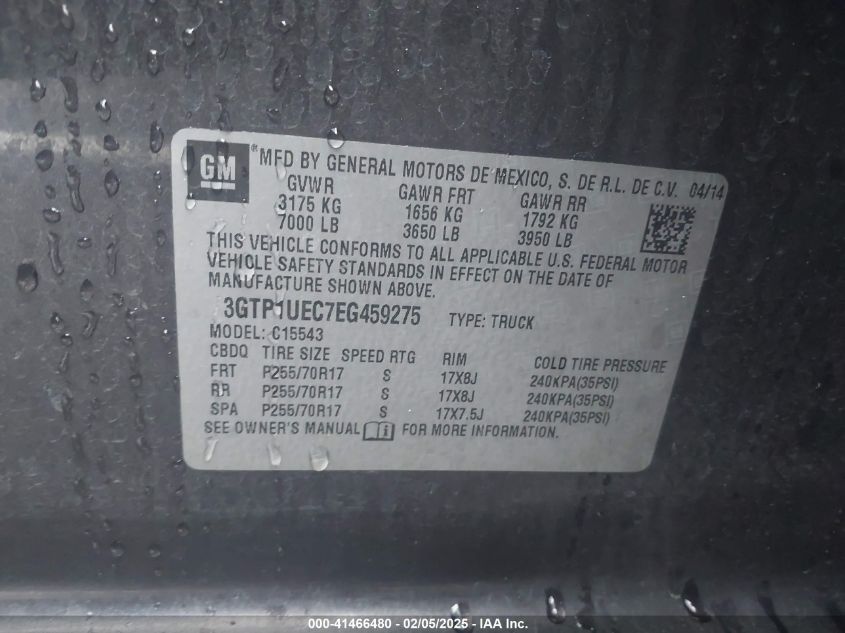 GM
*MFD BY GENERAL MOTORS DE MEXICO, S. DE R.L. DE C.V. 04/14
GVWR GAWR FRT GAWR RR
3175 KG 1656 KG 1792 KG
7000 LB 3650 LB 3950 LB
THIS VEHICLE CONFORMS TO ALL APPLICABLE U.S. FEDERAL MOTOR
VEHICLE SAFETY STANDARDS IN EFFECT ON THE DATE OF
MANUFACTURE SHOWN ABOVE.
3GTP1UEC7EG459275 TYPE: TRUCK
MODEL: C15543
CBDQ TIRE SIZE SPEED RTG RIM COLD TIRE PRESSURE
FRT P255/70R17 S 17X8J 240KPA(35PSI)
RR P255/70R17 S 17X8J 240KPA(35PSI)
SPA P255/70R17 S 17X7.5J 240KPA(35PSI)
SEE OWNER'S MANUAL FOR MORE INFORMATION.
000-41466480 - 02/05/2025 - IAA Inc.